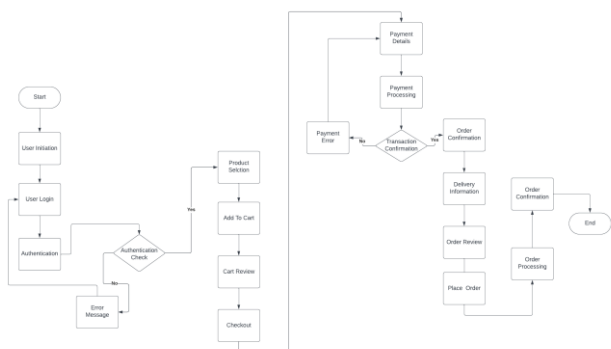 Start
User Initiation
User Login
Authentication
Error
Message
Authentication
Check
No
Yes
Product
Selction
Add To Cart
Cart Review
Checkout
Payment
Details
Payment
Processing
Transaction
Confirmation
No
Payment
Error
Yes
Order
Confirmation
Delivery
Information
Order Review
Place Order
Order
Processing
Order
Confirmation
End